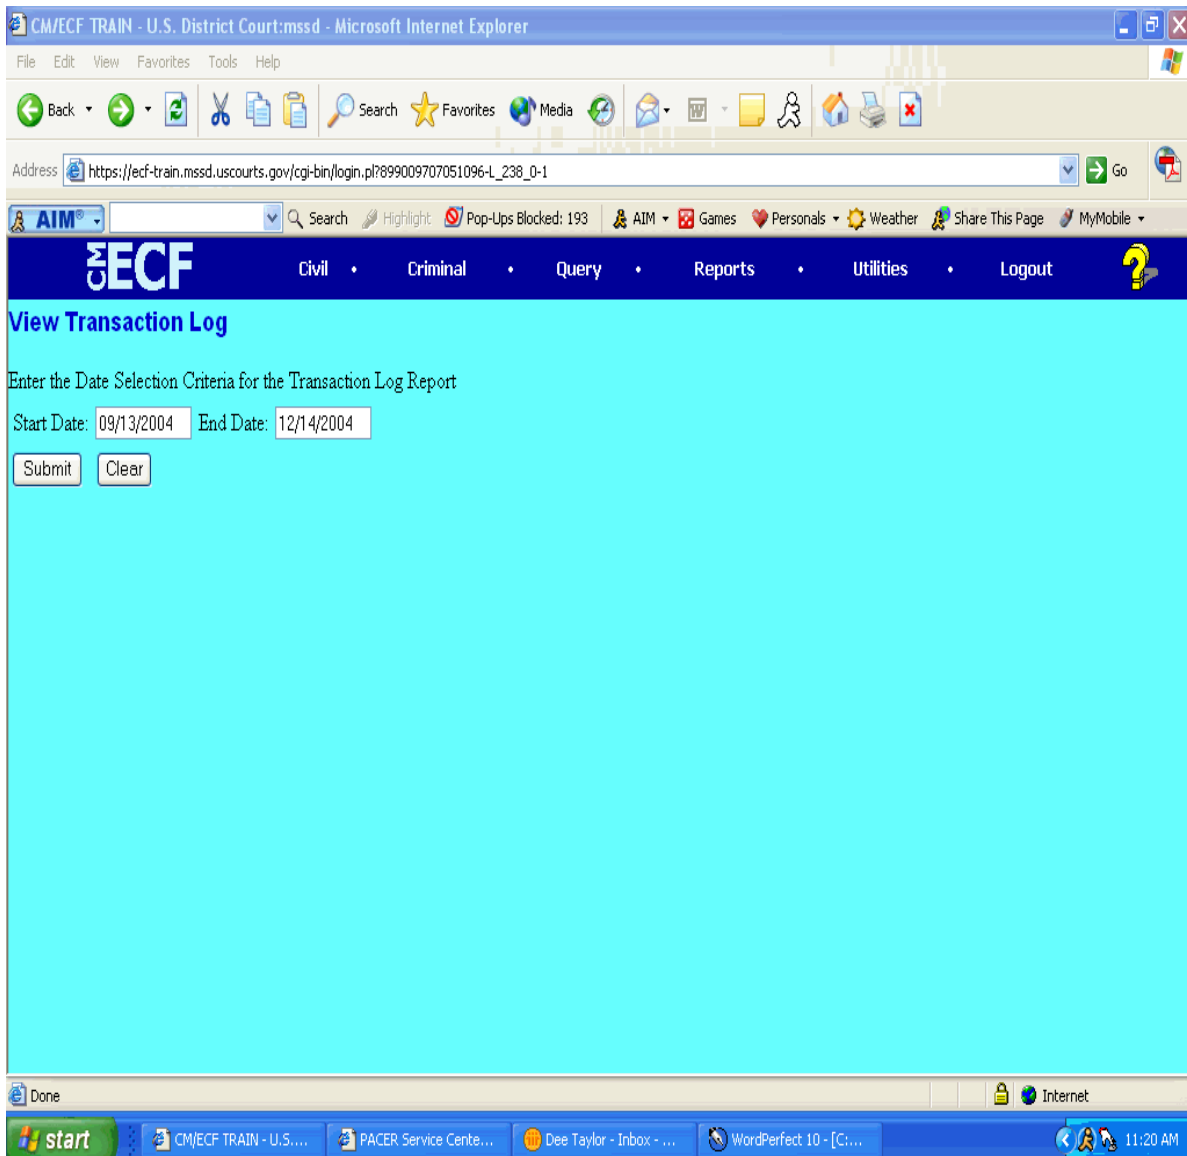 CM/ECF TRAIN - U.S. District Court:mssd - Microsoft Internet Explorer
File Edit View Favorites Tools Help
Back Search Favorites Media
Address https://ecf-train.mssd.uscourts.gov/cgi-bin/login.pl?899009707051096-L_238_0-1 Go
AIM® Search Highlight Pop-Ups Blocked: 193 AIM Games Personals Weather Share This Page MyMobile
CM ECF Civil • Criminal • Query • Reports • Utilities • Logout ?
View Transaction Log
Enter the Date Selection Criteria for the Transaction Log Report
Start Date: 09/13/2004 End Date: 12/14/2004
Submit Clear
Done Internet
start CM/ECF TRAIN - U.S.... PACER Service Cente... Dee Taylor - Inbox - ... WordPerfect 10 - [C:... 11:20 AM